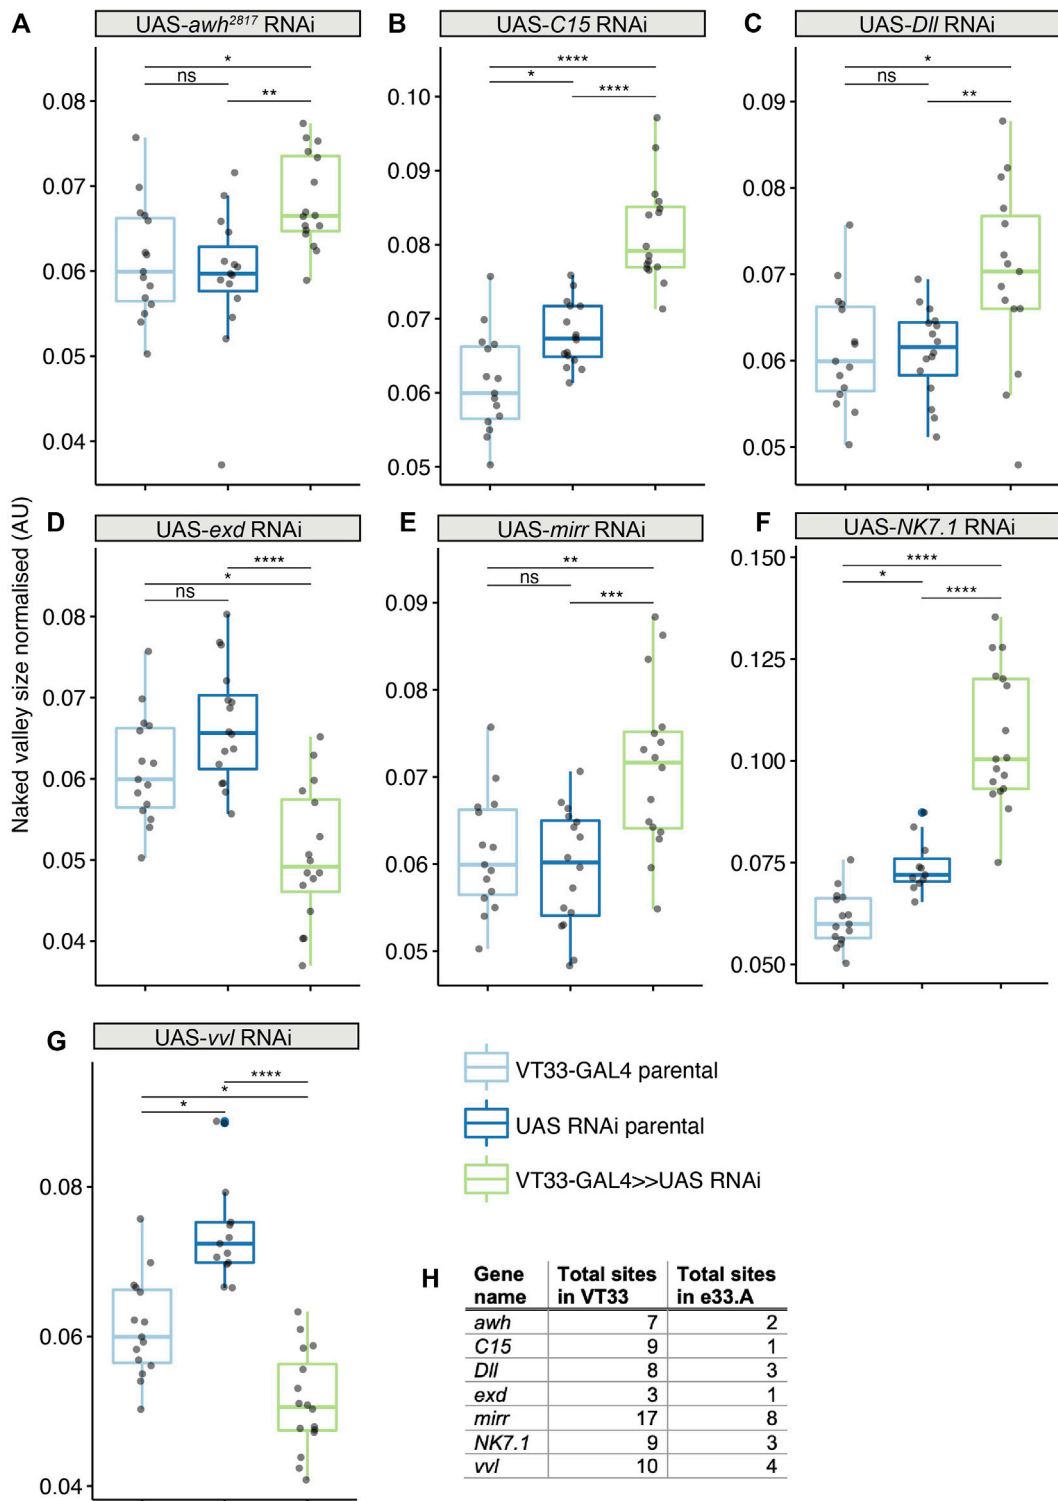 A
UAS-awh2817 RNAi
*
ns
**
0.08
0.07
0.06
0.05
0.04
B
UAS-C15 RNAi
****
*
****
0.10
0.09
0.08
0.07
0.06
0.05
C
UAS-Dll RNAi
*
ns
**
0.09
0.08
0.07
0.06
0.05
Naked valley size normalised (AU)
D
UAS-exd RNAi
****
*
ns
0.08
0.07
0.06
0.05
0.04
E
UAS-mirr RNAi
**
ns
***
0.09
0.08
0.07
0.06
0.05
F
UAS-NK7.1 RNAi
****
*
****
0.150
0.125
0.100
0.075
0.050
G
UAS-vvl RNAi
****
*
*
0.08
0.06
0.04
VT33-GAL4 parental
UAS RNAi parental
VT33-GAL4>>UAS RNAi
H
Gene name Total sites in VT33 Total sites in e33.A
awh 7 2
C15 9 1
Dll 8 3
exd 3 1
mirr 17 8
NK7.1 9 3
vvl 10 4